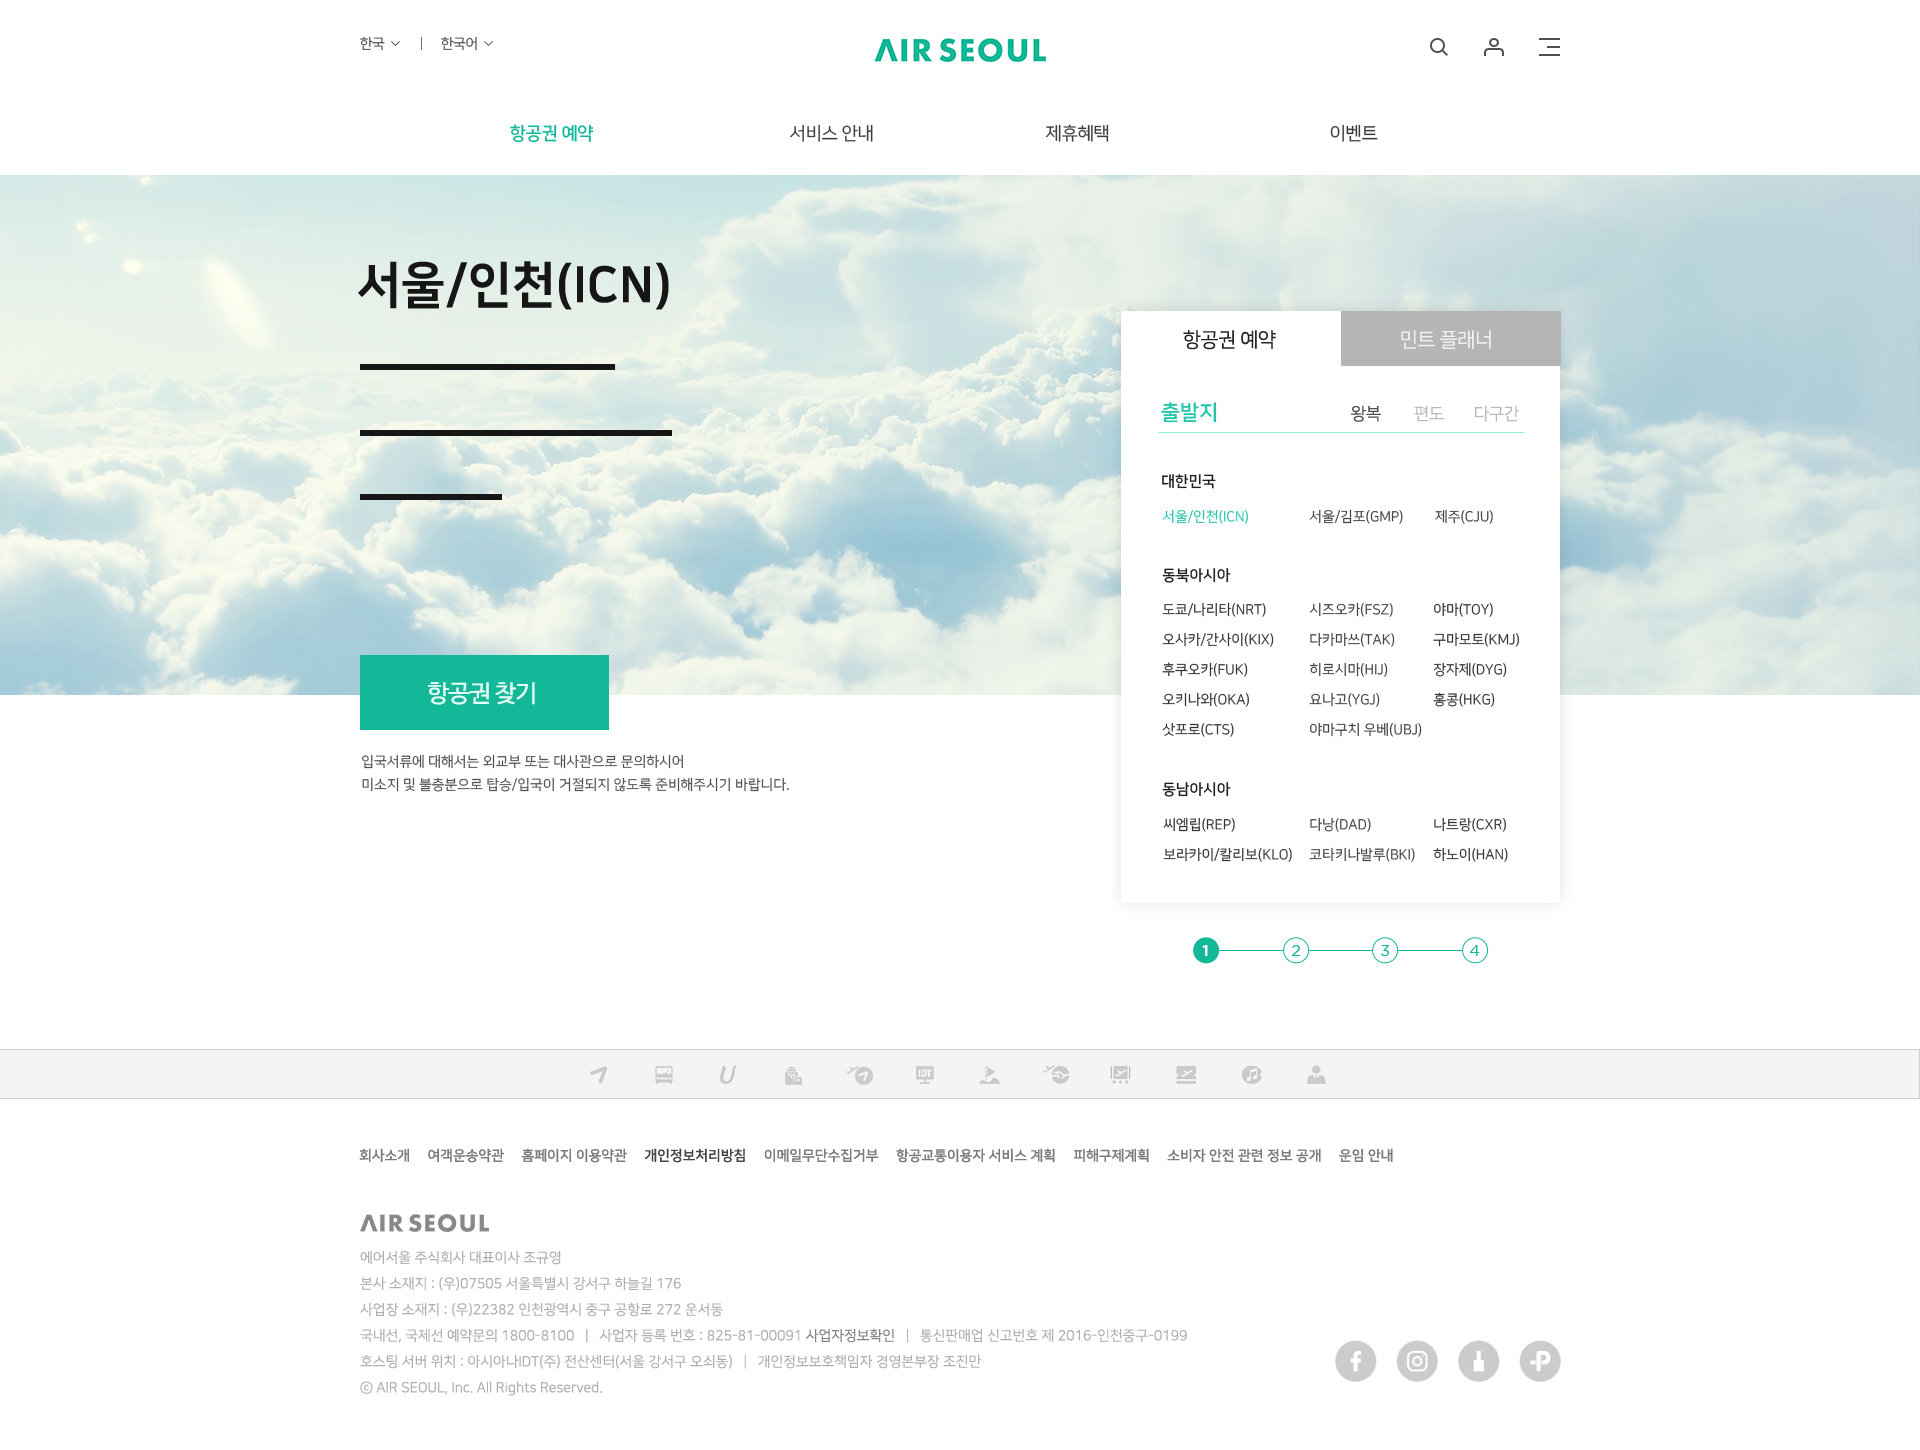 한국 | 한국어
AIR SEOUL
항공권 예약 서비스 안내 제휴혜택 이벤트
서울/인천(ICN)
항공권 찾기
입국서류에 대해서는 외교부 또는 대사관으로 문의하시어
미소지 및 불충분으로 탑승/입국이 거절되지 않도록 준비해주시기 바랍니다.
항공권 예약 민트 플래너
출발지 왕복 편도 다구간
대한민국
서울/인천(ICN) 서울/김포(GMP) 제주(CJU)
동북아시아
도쿄/나리타(NRT) 시즈오카(FSZ) 야마(TOY)
오사카/간사이(KIX) 다카마쓰(TAK) 구마모토(KMJ)
후쿠오카(FUK) 히로시마(HIJ) 장자제(DYG)
오키나와(OKA) 요나고(YGJ) 홍콩(HKG)
삿포로(CTS) 야마구치 우베(UBJ)
동남아시아
씨엠립(REP) 다낭(DAD) 나트랑(CXR)
보라카이/칼리보(KLO) 코타키나발루(BKI) 하노이(HAN)
1 2 3 4
U IDT
회사소개 여객운송약관 홈페이지 이용약관 개인정보처리방침 이메일무단수집거부 항공교통이용자 서비스 계획 피해구제계획 소비자 안전 관련 정보 공개 운임 안내
AIR SEOUL
에어서울 주식회사 대표이사 조규영
본사 소재지 : (우)07505 서울특별시 강서구 하늘길 176
사업장 소재지 : (우)22382 인천광역시 중구 공항로 272 운서동
국내선, 국제선 예약문의 1800-8100 | 사업자 등록 번호 : 825-81-00091 사업자정보확인 | 통신판매업 신고번호 제 2016-인천중구-0199
호스팅 서버 위치 : 아시아나IDT(주) 전산센터(서울 강서구 오쇠동) | 개인정보보호책임자 경영본부장 조진만
ⓒ AIR SEOUL, Inc. All Rights Reserved.